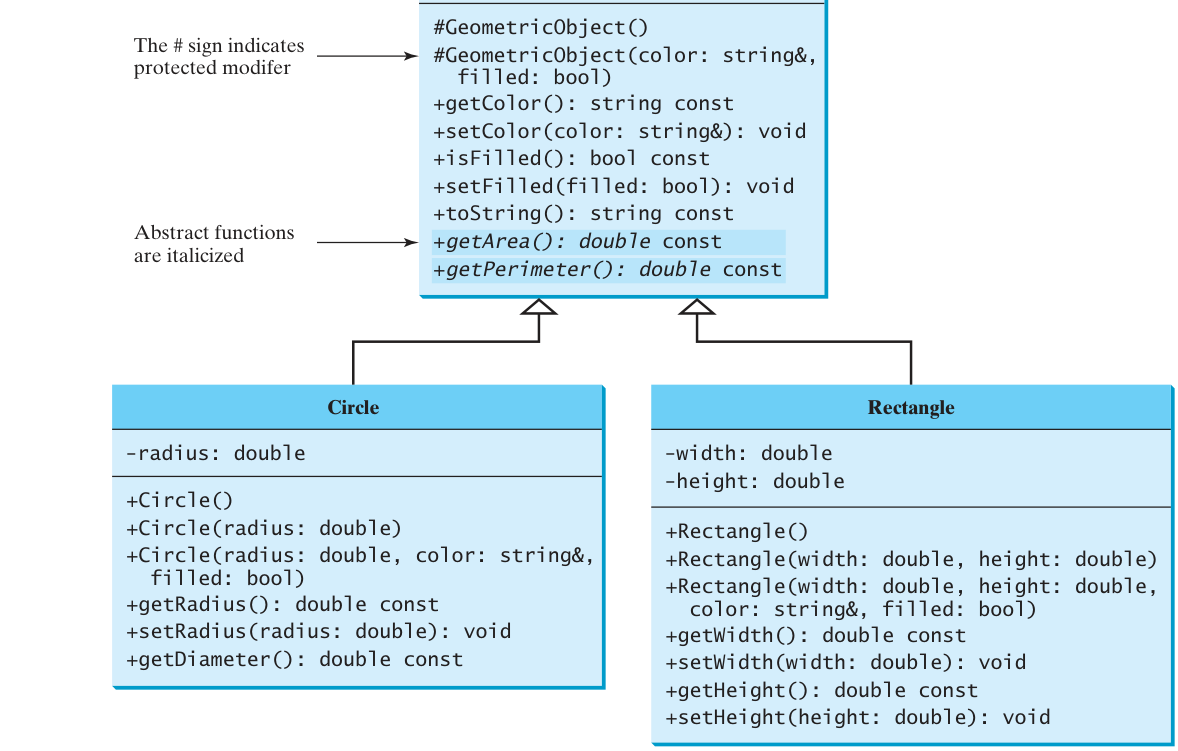 The # sign indicates
protected modifer
#GeometricObject()
#GeometricObject(color: string&,
filled: bool)
+getColor(): string const
+setColor(color: string&): void
+isFilled(): bool const
+setFilled(filled: bool): void
+toString(): string const
Abstract functions
are italicized
+getArea(): double const
+getPerimeter(): double const
Circle
-radius: double
+Circle()
+Circle(radius: double)
+Circle(radius: double, color: string&,
filled: bool)
+getRadius(): double const
+setRadius(radius: double): void
+getDiameter(): double const
Rectangle
-width: double
-height: double
+Rectangle()
+Rectangle(width: double, height: double)
+Rectangle(width: double, height: double,
color: string&, filled: bool)
+getWidth(): double const
+setWidth(width: double): void
+getHeight(): double const
+setHeight(height: double): void